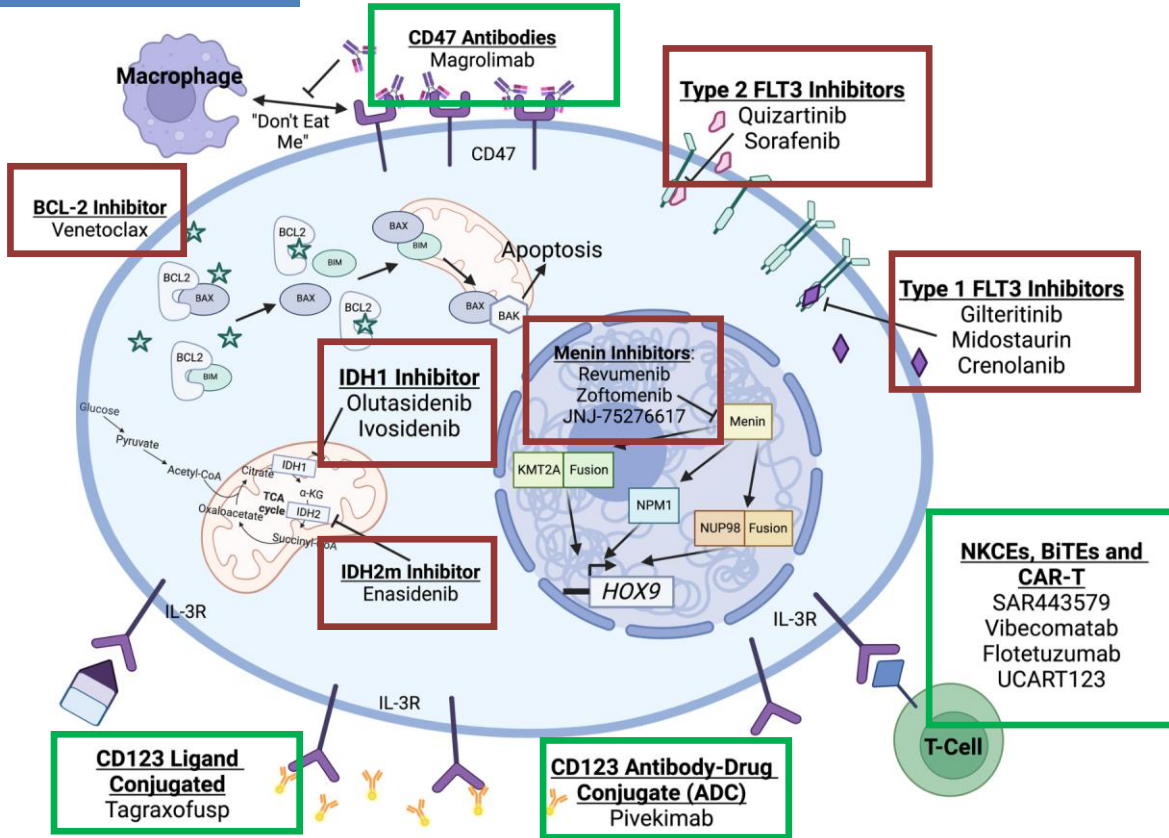 CD47 Antibodies
Magrolimab
Macrophage
"Don't Eat
Me"
CD47
Type 2 FLT3 Inhibitors
Quizartinib
Sorafenib
BCL-2 Inhibitor
Venetoclax
BCL2
BAX
BCL2
BIM
BAX
BCL2
BIM
BAX
BIM
BAX
BAK
Apoptosis
Type 1 FLT3 Inhibitors
Gilteritinib
Midostaurin
Crenolanib
IDH1 Inhibitor
Olutasidenib
Ivosidenib
Menin Inhibitors:
Revumenib
Zoftomenib
JNJ-75276617
Menin
KMT2A Fusion
NPM1
NUP98 Fusion
HOX9
Glucose
Pyruvate
Acetyl-CoA
Citrate
IDH1
α-KG
TCA
cycle
IDH2
Oxaloacetate
Succinyl-CoA
IDH2m Inhibitor
Enasidenib
IL-3R
IL-3R
IL-3R
NKCEs, BiTEs and
CAR-T
SAR443579
Vibecomatab
Flotetuzumab
UCART123
T-Cell
CD123 Ligand
Conjugated
Tagraxofusp
CD123 Antibody-Drug
Conjugate (ADC)
Pivekimab